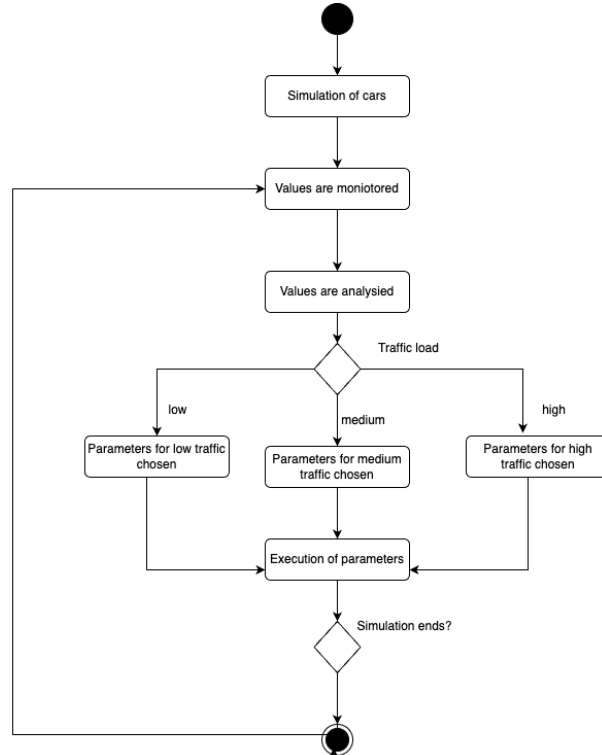 Simulation of cars
Values are moniotored
Values are analysied
Traffic load
low
medium
high
Parameters for low traffic
chosen
Parameters for medium
traffic chosen
Parameters for high
traffic chosen
Execution of parameters
Simulation ends?